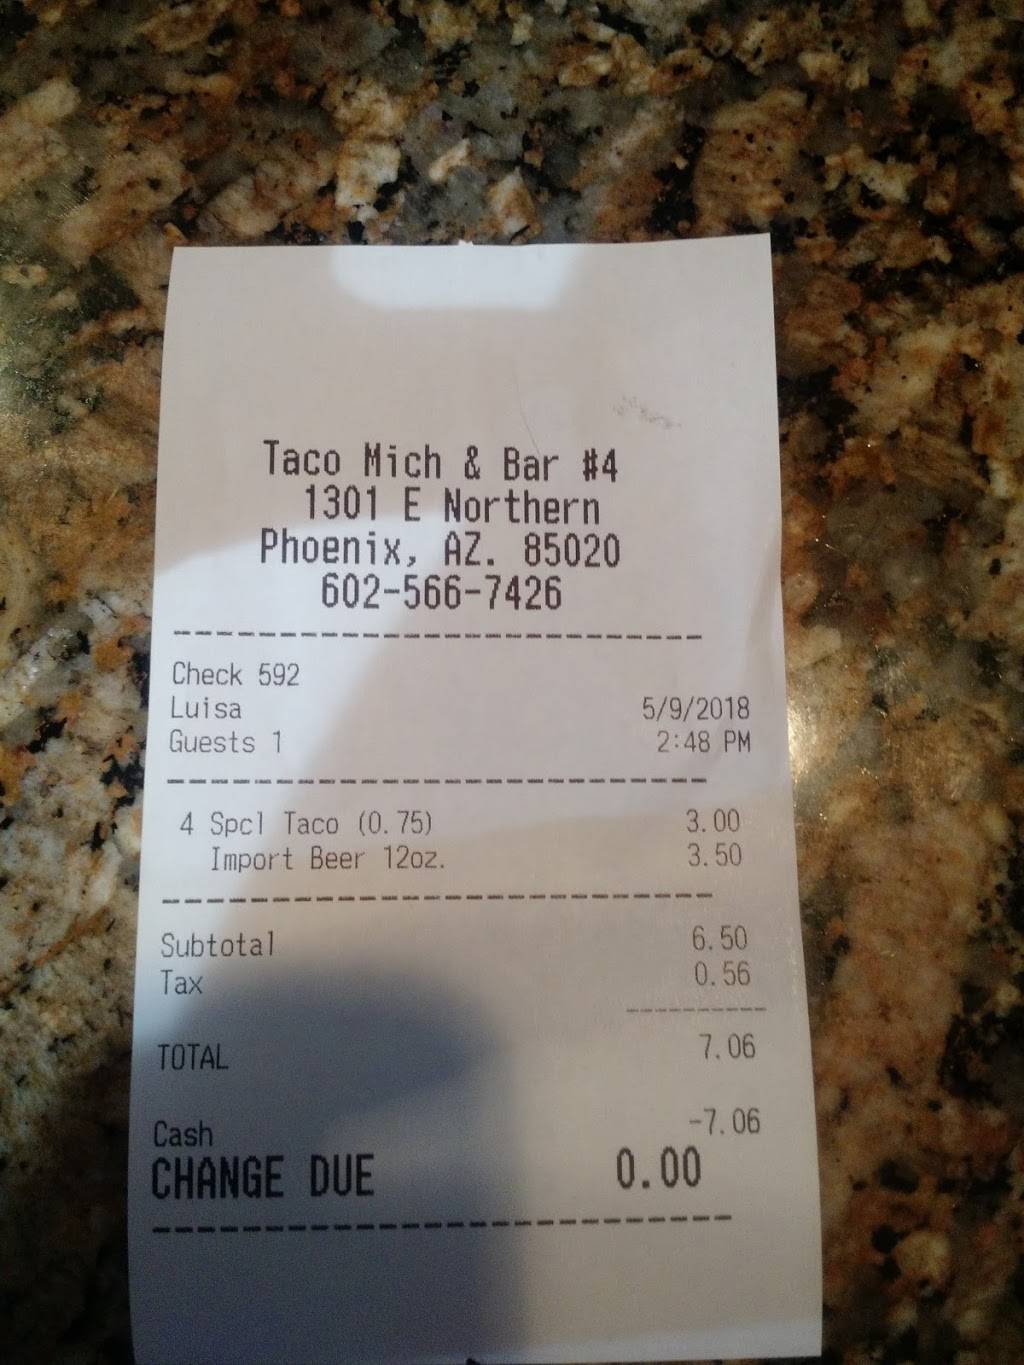 Taco Mich & Bar #4
1301 E Northern
Phoenix, AZ. 85020
602-566-7426
Check 592
Luisa 5/9/2018
Guests 1 2:48 PM
4 Spcl Taco (0.75) 3.00
Import Beer 12oz. 3.50
Subtotal 6.50
Tax 0.56
TOTAL 7.06
Cash -7.06
CHANGE DUE 0.00